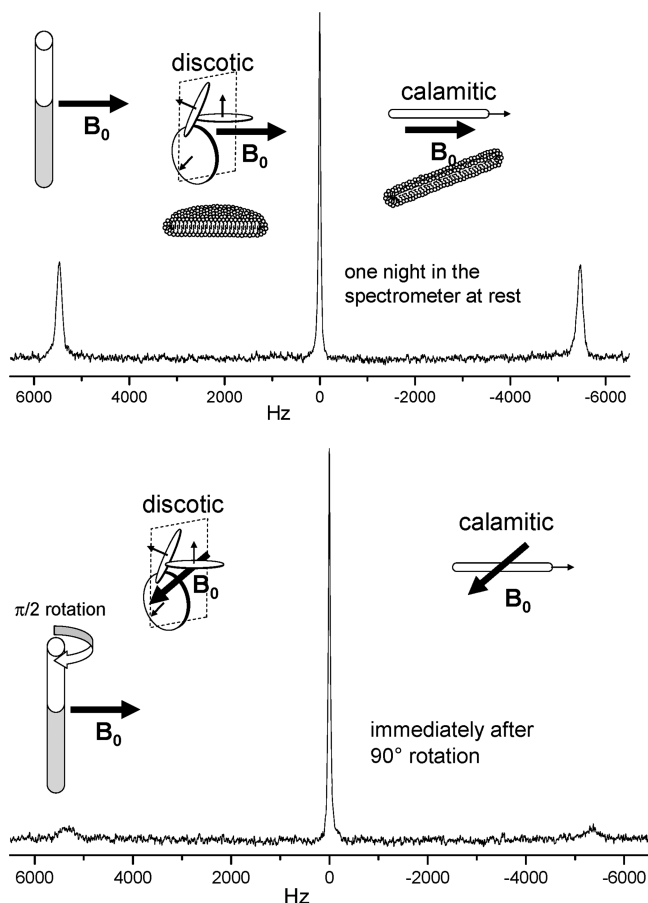 discotic
B0
B0
calamitic
B0
one night in the
spectrometer at rest
6000 4000 2000 0 -2000 -4000 -6000
Hz
discotic
B0
calamitic
B0
π/2 rotation
B0
immediately after
90° rotation
6000 4000 2000 0 -2000 -4000 -6000
Hz